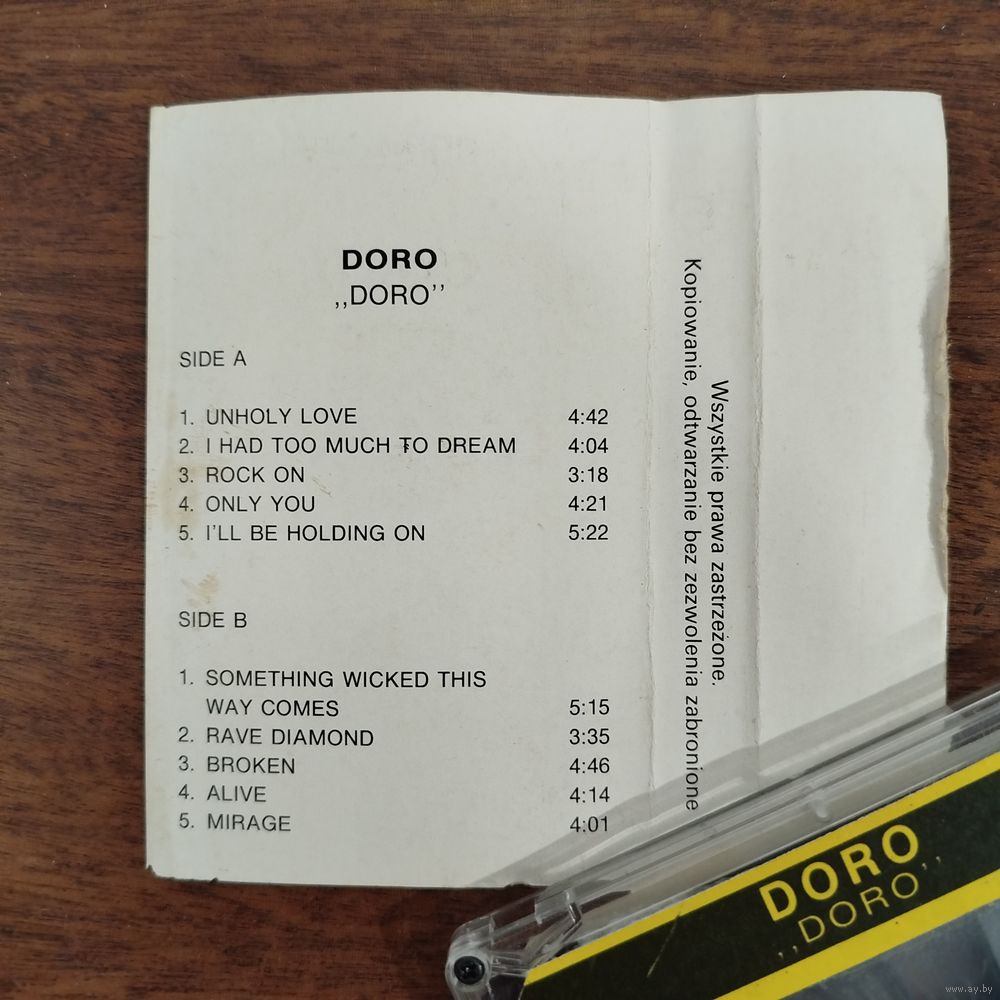 DORO
,,DORO''
SIDE A
1. UNHOLY LOVE 4:42
2. I HAD TOO MUCH TO DREAM 4:04
3. ROCK ON 3:18
4. ONLY YOU 4:21
5. I'LL BE HOLDING ON 5:22
SIDE B
1. SOMETHING WICKED THIS
WAY COMES 5:15
2. RAVE DIAMOND 3:35
3. BROKEN 4:46
4. ALIVE 4:14
5. MIRAGE 4:01
Wszystkie prawa zastrzeżone.
Kopiowanie, odtwarzanie bez zezwolenia zabronione
DORO
,,DORO''
www.ay.by